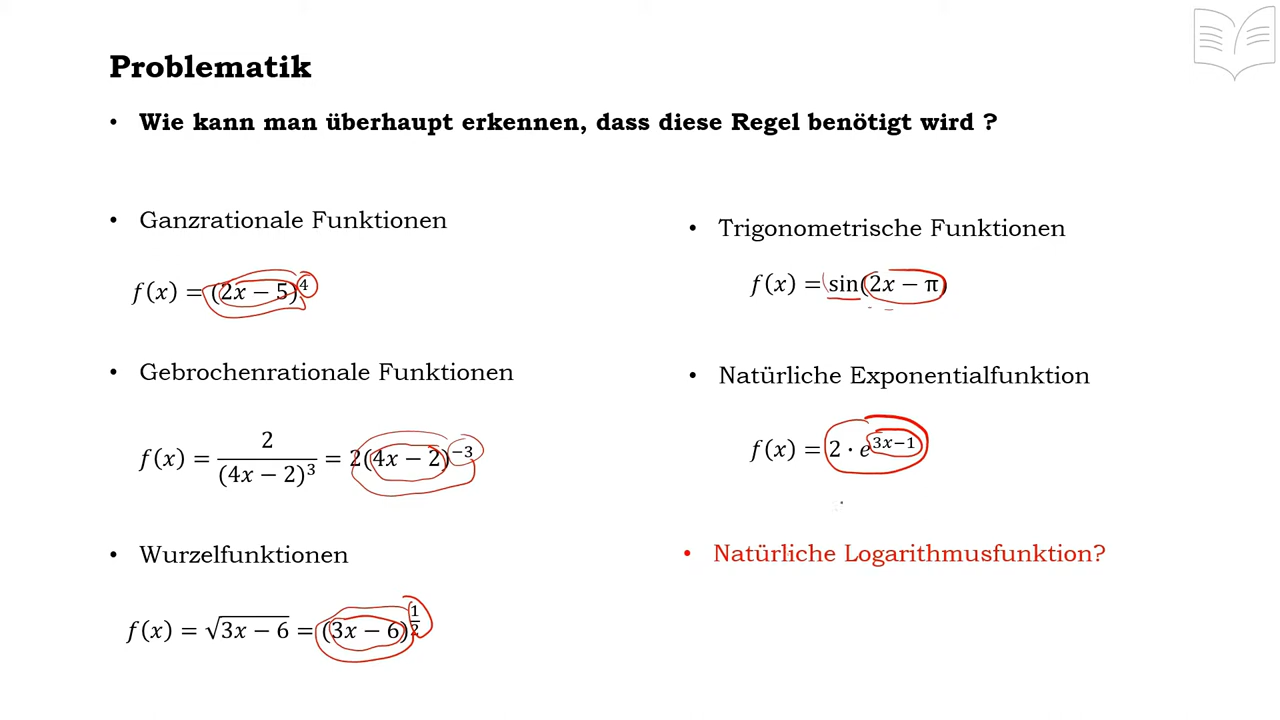 Problematik
• Wie kann man überhaupt erkennen, dass diese Regel benötigt wird ?
• Ganzrationale Funktionen
f(x) = (2x − 5)⁴
• Gebrochenrationale Funktionen
f(x) = 2/(4x − 2)³ = 2(4x − 2)⁻³
• Wurzelfunktionen
f(x) = √(3x − 6) = (3x − 6)^(1/2)
• Trigonometrische Funktionen
f(x) = sin(2x − π)
• Natürliche Exponentialfunktion
f(x) = 2 · e^(3x−1)
• Natürliche Logarithmusfunktion?